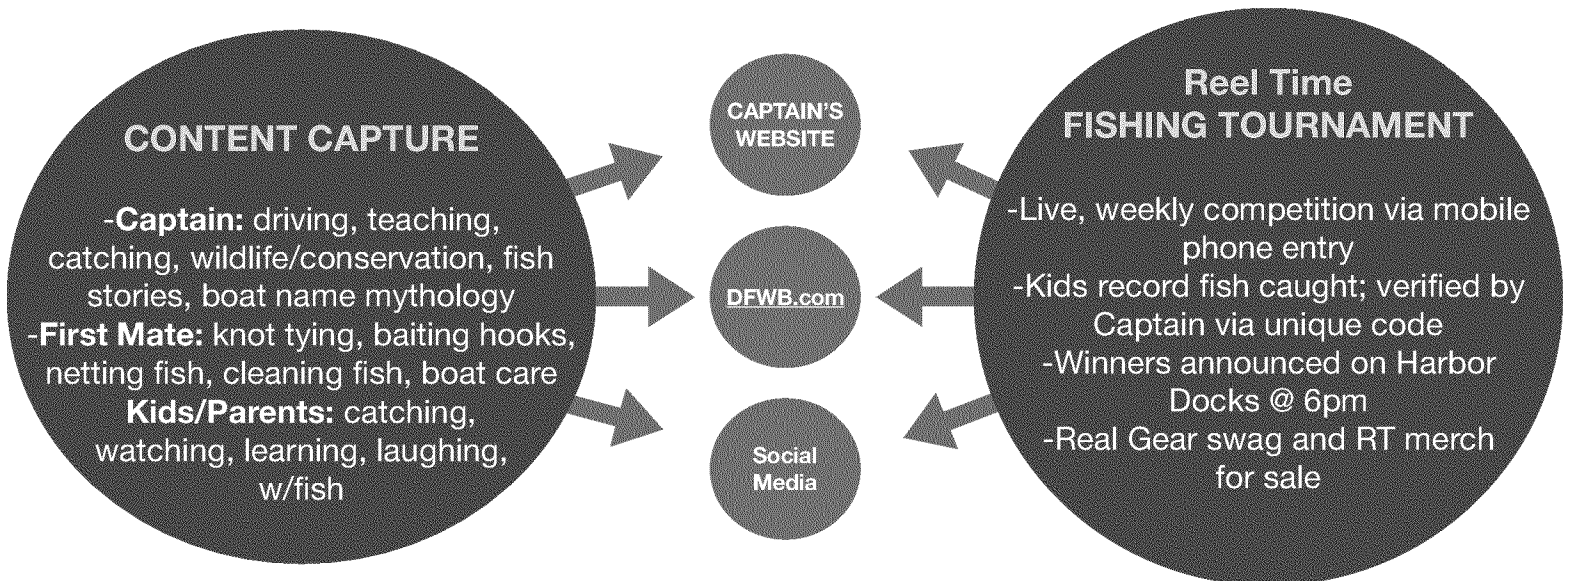 CONTENT CAPTURE
-Captain: driving, teaching,
catching, wildlife/conservation, fish
stories, boat name mythology
-First Mate: knot tying, baiting hooks,
netting fish, cleaning fish, boat care
Kids/Parents: catching,
watching, learning, laughing,
w/fish
CAPTAIN'S
WEBSITE
DFWB.com
Social
Media
Reel Time
FISHING TOURNAMENT
-Live, weekly competition via mobile
phone entry
-Kids record fish caught; verified by
Captain via unique code
-Winners announced on Harbor
Docks @ 6pm
-Real Gear swag and RT merch
for sale